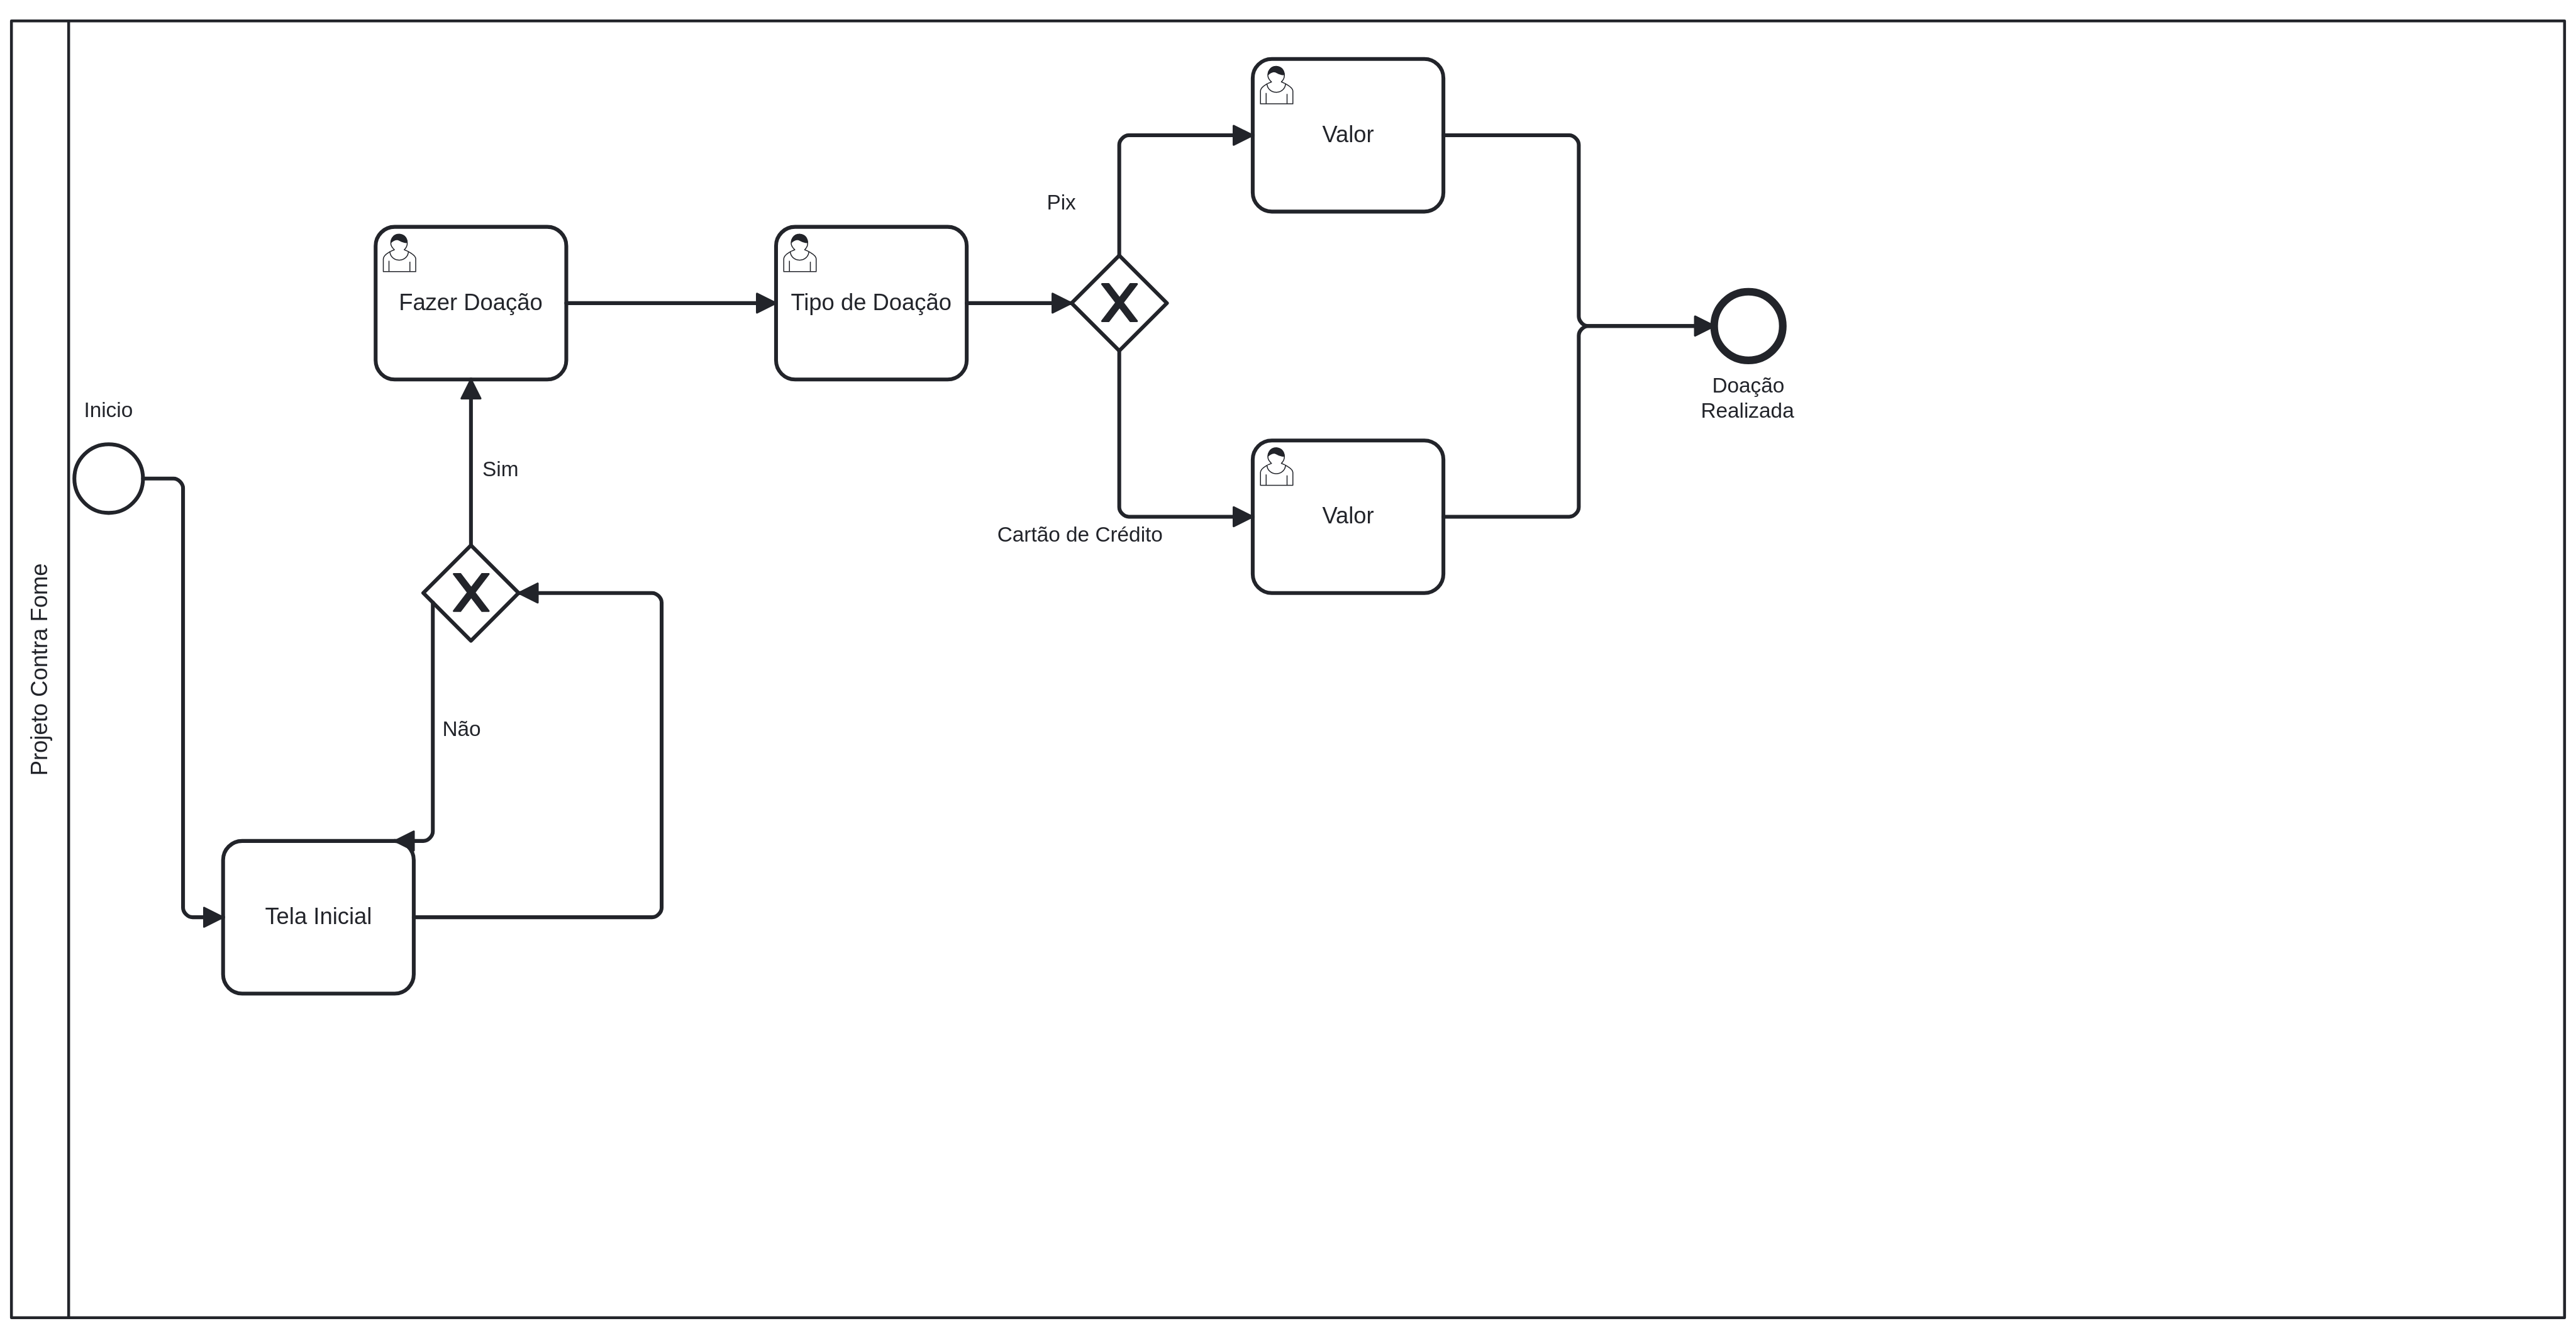 Projeto Contra Fome
Inicio
Tela Inicial
Não
Sim
Fazer Doação
Tipo de Doação
Pix
Cartão de Crédito
Valor
Valor
Doação
Realizada